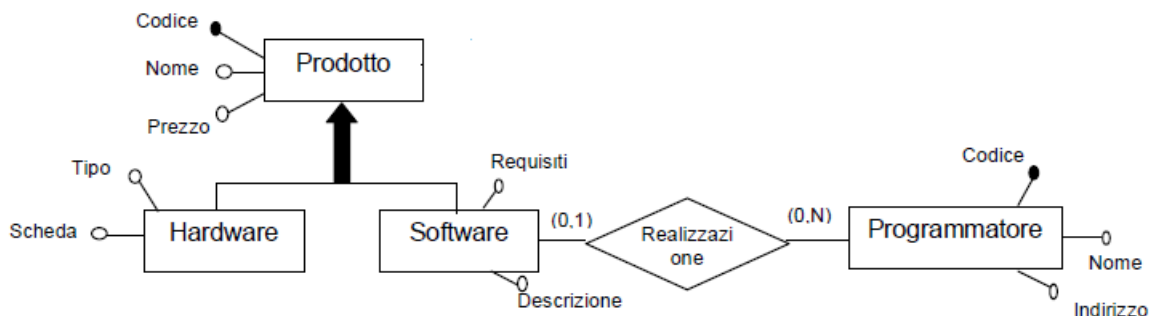 Codice
Prodotto
Nome
Prezzo
Tipo
Requisiti
Codice
Scheda
Hardware
Software
(0,1)
Realizzazi
one
(0,N)
Programmatore
Nome
Descrizione
Indirizzo